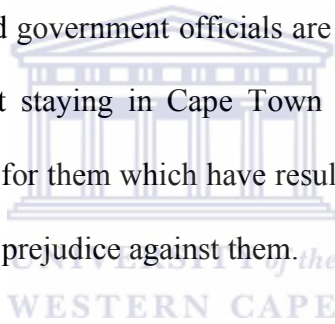 d government officials are
t staying in Cape Town
for them which have resul
prejudice against them.
UNIVERSITY of the
WESTERN CAPE